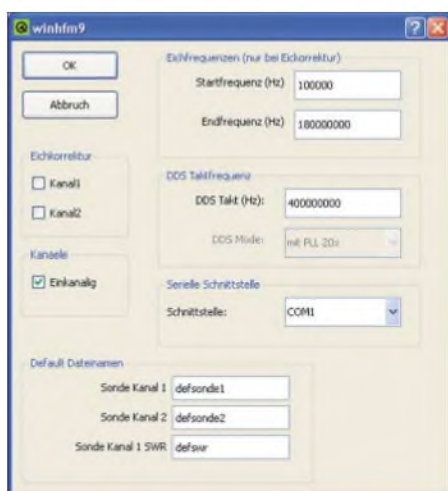 winhfm9
OK
Abbruch
Eichfrequenzen (nur bei Eickorrektur)
Startfrequenz (Hz) 100000
Endfrequenz (Hz) 180000000
Eichkorrektur
Kanal1
Kanal2
DDS Taktfrequenz
DDS Takt (Hz): 400000000
DDS Mode: mit PLL 20x
Kanaele
Einkanalig
Serielle Schnittstelle
Schnittstelle: COM1
Default Dateinamen
Sonde Kanal 1 defsonde1
Sonde Kanal 2 defsonde2
Sonde Kanal 1 SWR defswr